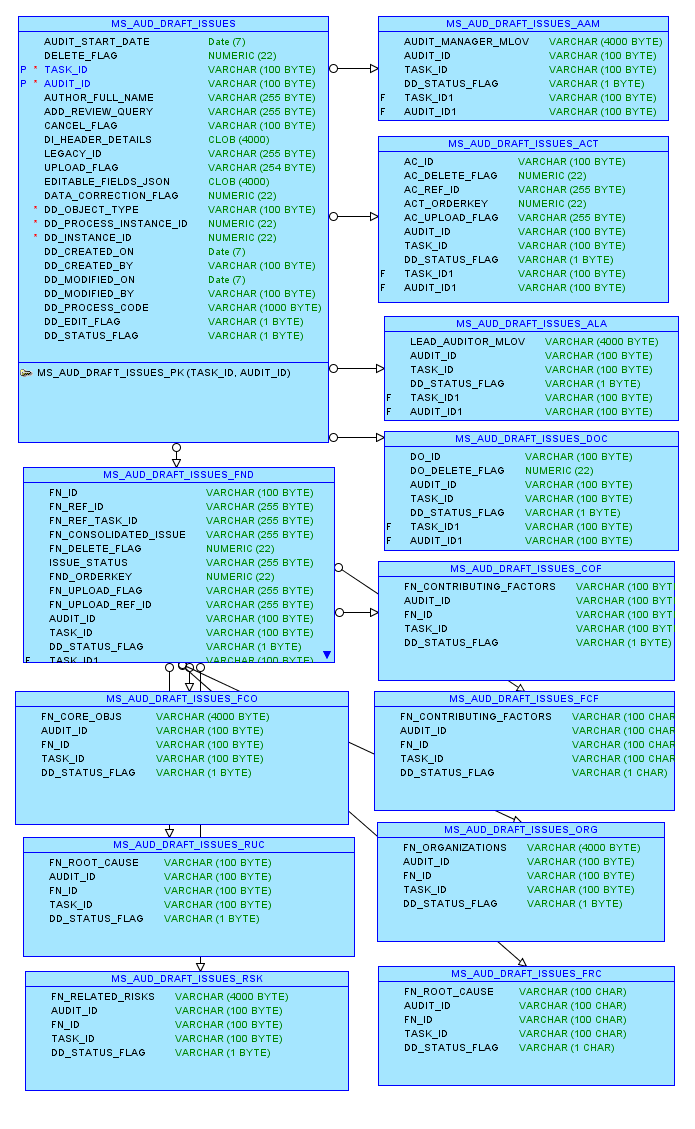 MS_AUD_DRAFT_ISSUES
AUDIT_START_DATE Date (7)
DELETE_FLAG NUMERIC (22)
P * TASK_ID VARCHAR (100 BYTE)
P * AUDIT_ID VARCHAR (100 BYTE)
AUTHOR_FULL_NAME VARCHAR (255 BYTE)
ADD_REVIEW_QUERY VARCHAR (255 BYTE)
CANCEL_FLAG VARCHAR (100 BYTE)
DI_HEADER_DETAILS CLOB (4000)
LEGACY_ID VARCHAR (255 BYTE)
UPLOAD_FLAG VARCHAR (254 BYTE)
EDITABLE_FIELDS_JSON CLOB (4000)
DATA_CORRECTION_FLAG NUMERIC (22)
* DD_OBJECT_TYPE VARCHAR (100 BYTE)
* DD_PROCESS_INSTANCE_ID NUMERIC (22)
* DD_INSTANCE_ID NUMERIC (22)
DD_CREATED_ON Date (7)
DD_CREATED_BY VARCHAR (100 BYTE)
DD_MODIFIED_ON Date (7)
DD_MODIFIED_BY VARCHAR (100 BYTE)
DD_PROCESS_CODE VARCHAR (1000 BYTE)
DD_EDIT_FLAG VARCHAR (1 BYTE)
DD_STATUS_FLAG VARCHAR (1 BYTE)
MS_AUD_DRAFT_ISSUES_PK (TASK_ID, AUDIT_ID)
MS_AUD_DRAFT_ISSUES_AAM
AUDIT_MANAGER_MLOV VARCHAR (4000 BYTE)
AUDIT_ID VARCHAR (100 BYTE)
TASK_ID VARCHAR (100 BYTE)
DD_STATUS_FLAG VARCHAR (1 BYTE)
F TASK_ID1 VARCHAR (100 BYTE)
F AUDIT_ID1 VARCHAR (100 BYTE)
MS_AUD_DRAFT_ISSUES_ACT
AC_ID VARCHAR (100 BYTE)
AC_DELETE_FLAG NUMERIC (22)
AC_REF_ID VARCHAR (255 BYTE)
ACT_ORDERKEY NUMERIC (22)
AC_UPLOAD_FLAG VARCHAR (255 BYTE)
AUDIT_ID VARCHAR (100 BYTE)
TASK_ID VARCHAR (100 BYTE)
DD_STATUS_FLAG VARCHAR (1 BYTE)
F TASK_ID1 VARCHAR (100 BYTE)
F AUDIT_ID1 VARCHAR (100 BYTE)
MS_AUD_DRAFT_ISSUES_ALA
LEAD_AUDITOR_MLOV VARCHAR (4000 BYTE)
AUDIT_ID VARCHAR (100 BYTE)
TASK_ID VARCHAR (100 BYTE)
DD_STATUS_FLAG VARCHAR (1 BYTE)
F TASK_ID1 VARCHAR (100 BYTE)
F AUDIT_ID1 VARCHAR (100 BYTE)
MS_AUD_DRAFT_ISSUES_DOC
DO_ID VARCHAR (100 BYTE)
DO_DELETE_FLAG NUMERIC (22)
AUDIT_ID VARCHAR (100 BYTE)
TASK_ID VARCHAR (100 BYTE)
DD_STATUS_FLAG VARCHAR (1 BYTE)
F TASK_ID1 VARCHAR (100 BYTE)
F AUDIT_ID1 VARCHAR (100 BYTE)
MS_AUD_DRAFT_ISSUES_FND
FN_ID VARCHAR (100 BYTE)
FN_REF_ID VARCHAR (255 BYTE)
FN_REF_TASK_ID VARCHAR (255 BYTE)
FN_CONSOLIDATED_ISSUE VARCHAR (255 BYTE)
FN_DELETE_FLAG NUMERIC (22)
ISSUE_STATUS VARCHAR (255 BYTE)
FND_ORDERKEY NUMERIC (22)
FN_UPLOAD_FLAG VARCHAR (255 BYTE)
FN_UPLOAD_REF_ID VARCHAR (255 BYTE)
AUDIT_ID VARCHAR (100 BYTE)
TASK_ID VARCHAR (100 BYTE)
DD_STATUS_FLAG VARCHAR (1 BYTE)
F TASK_ID1 VARCHAR (100 BYTE)
MS_AUD_DRAFT_ISSUES_COF
FN_CONTRIBUTING_FACTORS VARCHAR (100 BYT
AUDIT_ID VARCHAR (100 BYT
FN_ID VARCHAR (100 BYT
TASK_ID VARCHAR (100 BYT
DD_STATUS_FLAG VARCHAR (1 BYTE)
MS_AUD_DRAFT_ISSUES_FCO
FN_CORE_OBJS VARCHAR (4000 BYTE)
AUDIT_ID VARCHAR (100 BYTE)
FN_ID VARCHAR (100 BYTE)
TASK_ID VARCHAR (100 BYTE)
DD_STATUS_FLAG VARCHAR (1 BYTE)
MS_AUD_DRAFT_ISSUES_FCF
FN_CONTRIBUTING_FACTORS VARCHAR (100 CHAR
AUDIT_ID VARCHAR (100 CHAR
FN_ID VARCHAR (100 CHAR
TASK_ID VARCHAR (100 CHAR
DD_STATUS_FLAG VARCHAR (1 CHAR)
MS_AUD_DRAFT_ISSUES_RUC
FN_ROOT_CAUSE VARCHAR (100 BYTE)
AUDIT_ID VARCHAR (100 BYTE)
FN_ID VARCHAR (100 BYTE)
TASK_ID VARCHAR (100 BYTE)
DD_STATUS_FLAG VARCHAR (1 BYTE)
MS_AUD_DRAFT_ISSUES_ORG
FN_ORGANIZATIONS VARCHAR (4000 BYTE)
AUDIT_ID VARCHAR (100 BYTE)
FN_ID VARCHAR (100 BYTE)
TASK_ID VARCHAR (100 BYTE)
DD_STATUS_FLAG VARCHAR (1 BYTE)
MS_AUD_DRAFT_ISSUES_RSK
FN_RELATED_RISKS VARCHAR (4000 BYTE)
AUDIT_ID VARCHAR (100 BYTE)
FN_ID VARCHAR (100 BYTE)
TASK_ID VARCHAR (100 BYTE)
DD_STATUS_FLAG VARCHAR (1 BYTE)
MS_AUD_DRAFT_ISSUES_FRC
FN_ROOT_CAUSE VARCHAR (100 CHAR)
AUDIT_ID VARCHAR (100 CHAR)
FN_ID VARCHAR (100 CHAR)
TASK_ID VARCHAR (100 CHAR)
DD_STATUS_FLAG VARCHAR (1 CHAR)